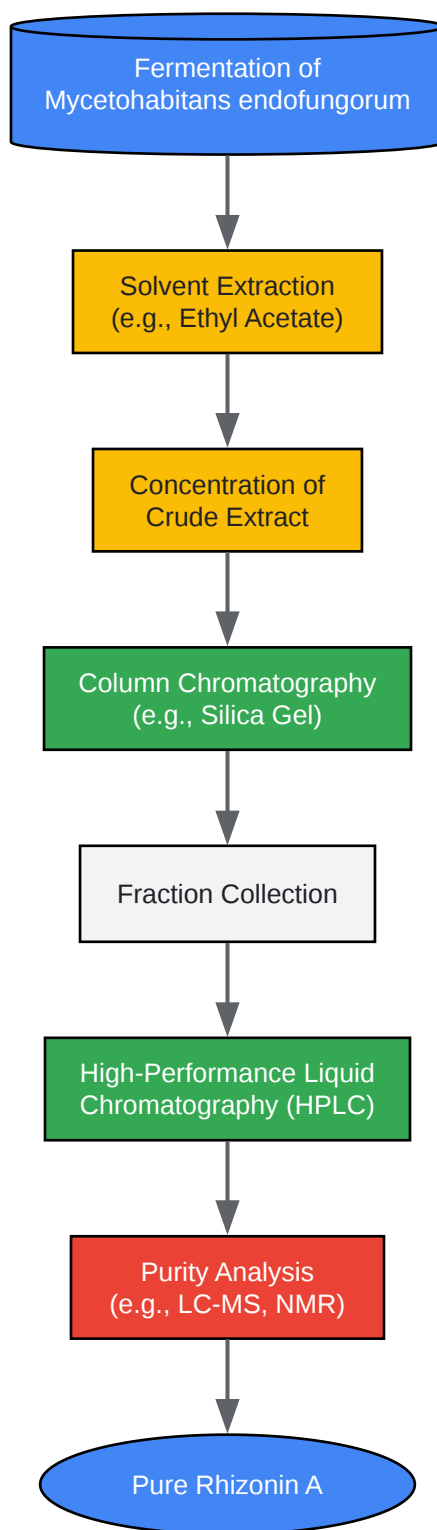 Fermentation of
Mycetohabitans endofungorum
Solvent Extraction
(e.g., Ethyl Acetate)
Concentration of
Crude Extract
Column Chromatography
(e.g., Silica Gel)
Fraction Collection
High-Performance Liquid
Chromatography (HPLC)
Purity Analysis
(e.g., LC-MS, NMR)
Pure Rhizonin A